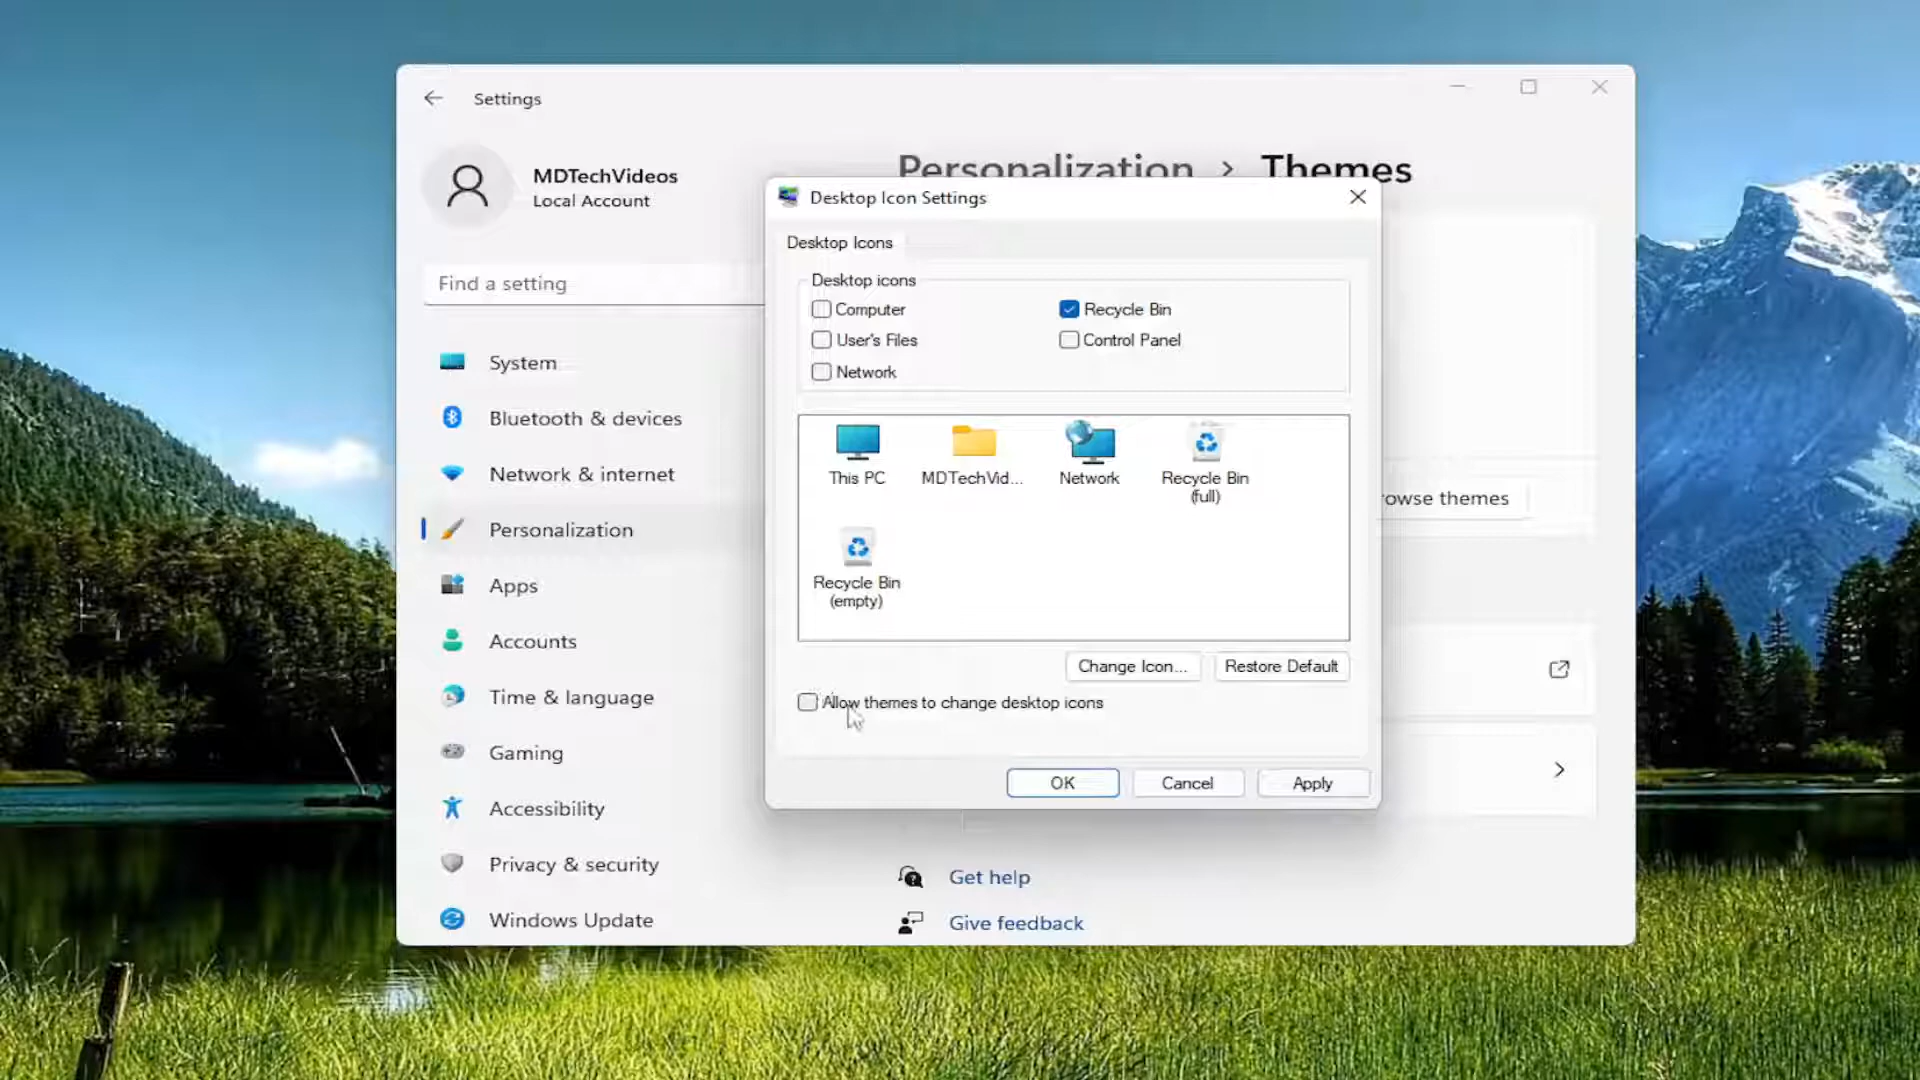 Settings
MDTechVideos
Local Account
Find a setting
System
Bluetooth & devices
Network & internet
Personalization
Apps
Accounts
Time & language
Gaming
Accessibility
Privacy & security
Windows Update
Personalization > Themes
Desktop Icon Settings
Desktop Icons
Desktop icons
Computer
Recycle Bin
User's Files
Control Panel
Network
This PC
MDTechVid...
Network
Recycle Bin
(full)
Recycle Bin
(empty)
Change Icon...
Restore Default
Allow themes to change desktop icons
OK
Cancel
Apply
rowse themes
Get help
Give feedback